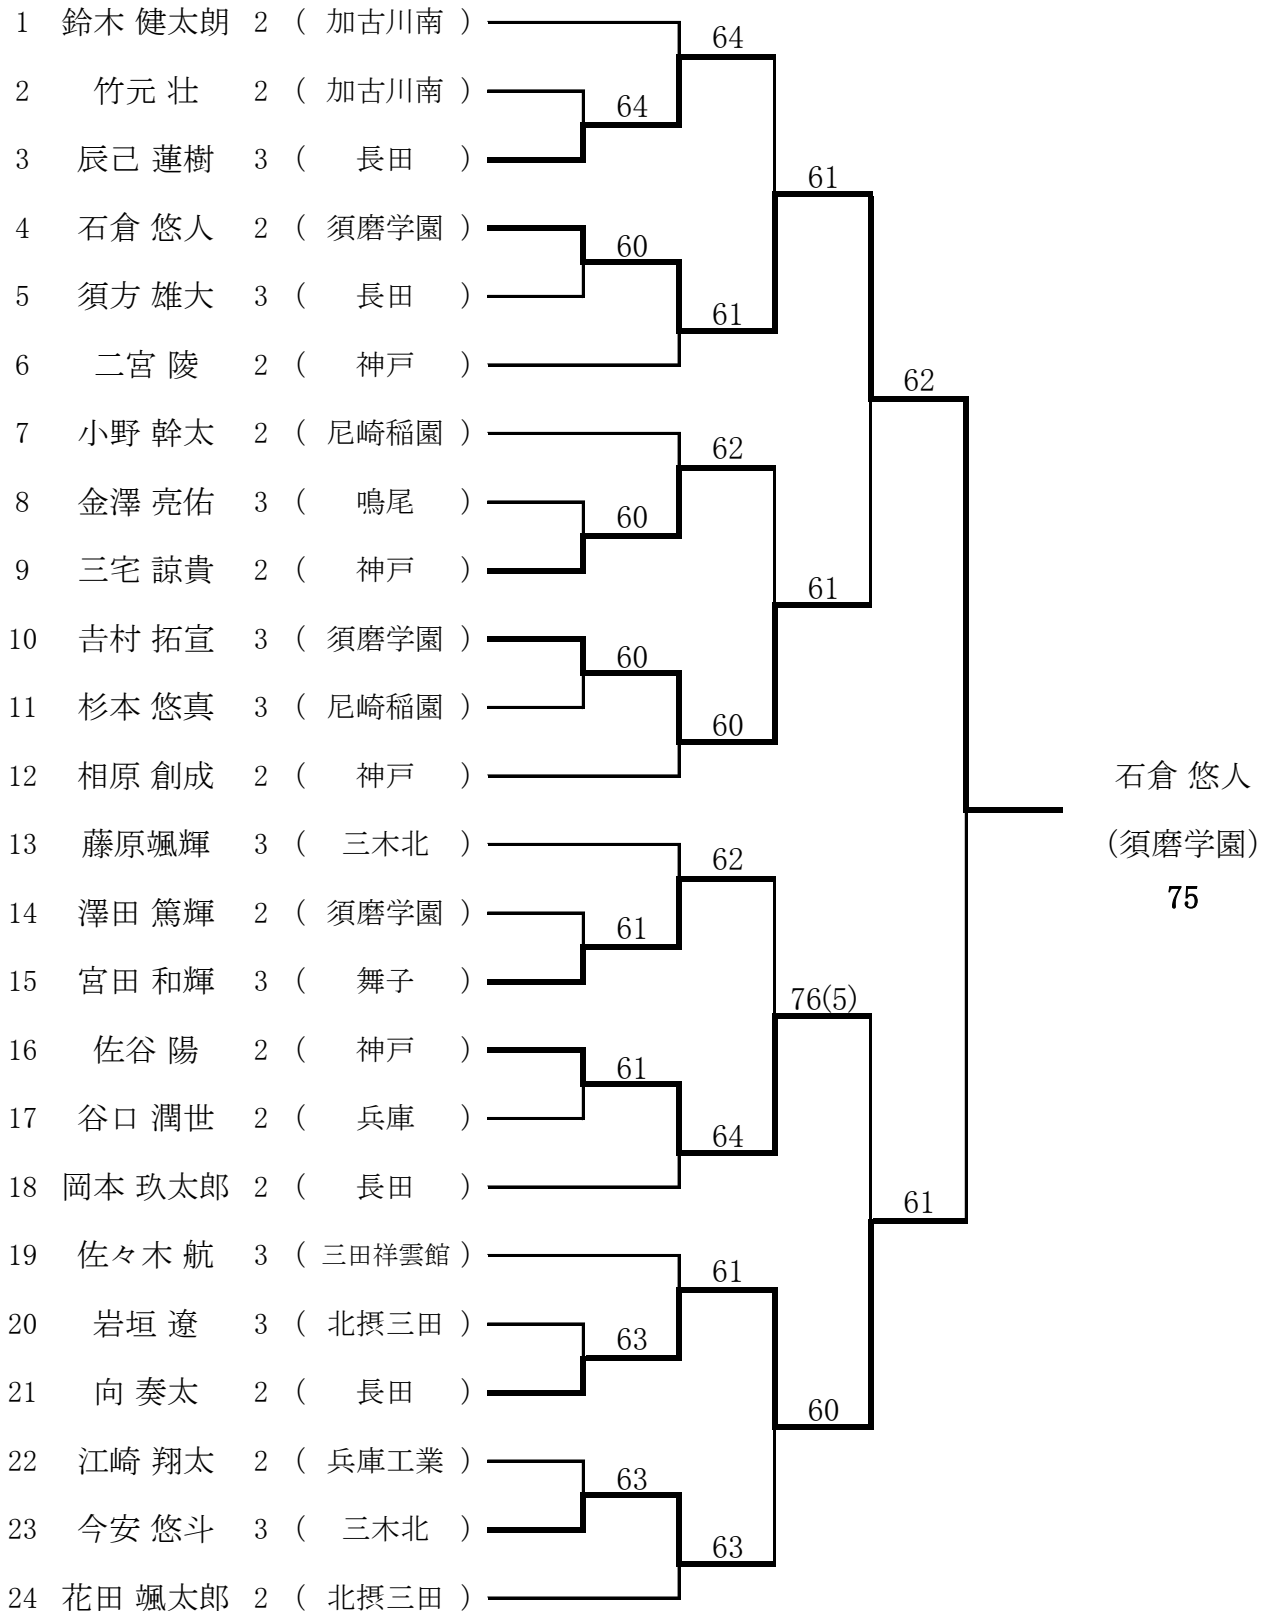 1 鈴木 健太朗 2 ( 加古川南 )
64
2 竹元 壮 2 ( 加古川南 )
64
3 辰己 蓮樹 3 ( 長田 )
61
4 石倉 悠人 2 ( 須磨学園 )
60
5 須方 雄大 3 ( 長田 )
61
6 二宮 陵 2 ( 神戸 )
62
7 小野 幹太 2 ( 尼崎稲園 )
62
8 金澤 亮佑 3 ( 鳴尾 )
60
9 三宅 諒貴 2 ( 神戸 )
61
10 𠮷村 拓宣 3 ( 須磨学園 )
60
11 杉本 悠真 3 ( 尼崎稲園 )
60
12 相原 創成 2 ( 神戸 )
石倉 悠人
13 藤原颯輝 3 ( 三木北 )
(須磨学園)
62
75
14 澤田 篤輝 2 ( 須磨学園 )
61
15 宮田 和輝 3 ( 舞子 )
76(5)
16 佐谷 陽 2 ( 神戸 )
61
17 谷口 潤世 2 ( 兵庫 )
64
18 岡本 玖太郎 2 ( 長田 )
61
19 佐々木 航 3 ( 三田祥雲館 )
61
20 岩垣 遼 3 ( 北摂三田 )
63
21 向 奏太 2 ( 長田 )
60
22 江崎 翔太 2 ( 兵庫工業 )
63
23 今安 悠斗 3 ( 三木北 )
63
24 花田 颯太郎 2 ( 北摂三田 )